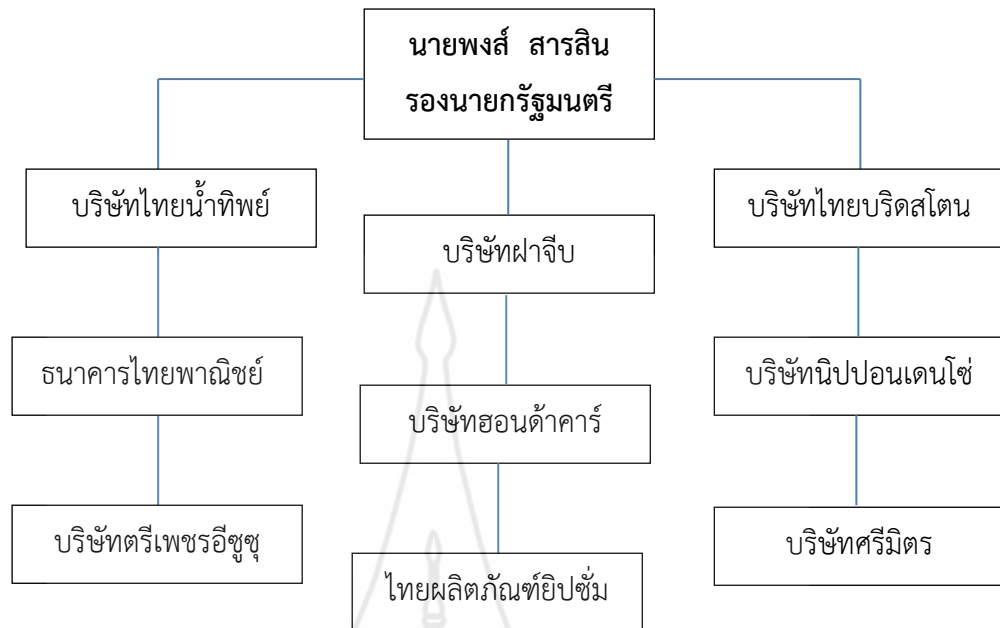 นายพงส์ สารสิน
รองนายกรัฐมนตรี
บริษัทไทยน้ำทิพย์
บริษัทฝาจีบ
บริษัทไทยบริดสโตน
ธนาคารไทยพาณิชย์
บริษัทฮอนด้าคาร์
บริษัทนิปปอนเดนโซ่
บริษัทตรีเพชรอีซูซุ
ไทยผลิตภัณฑ์ยิปซั่ม
บริษัทศรีมิตร